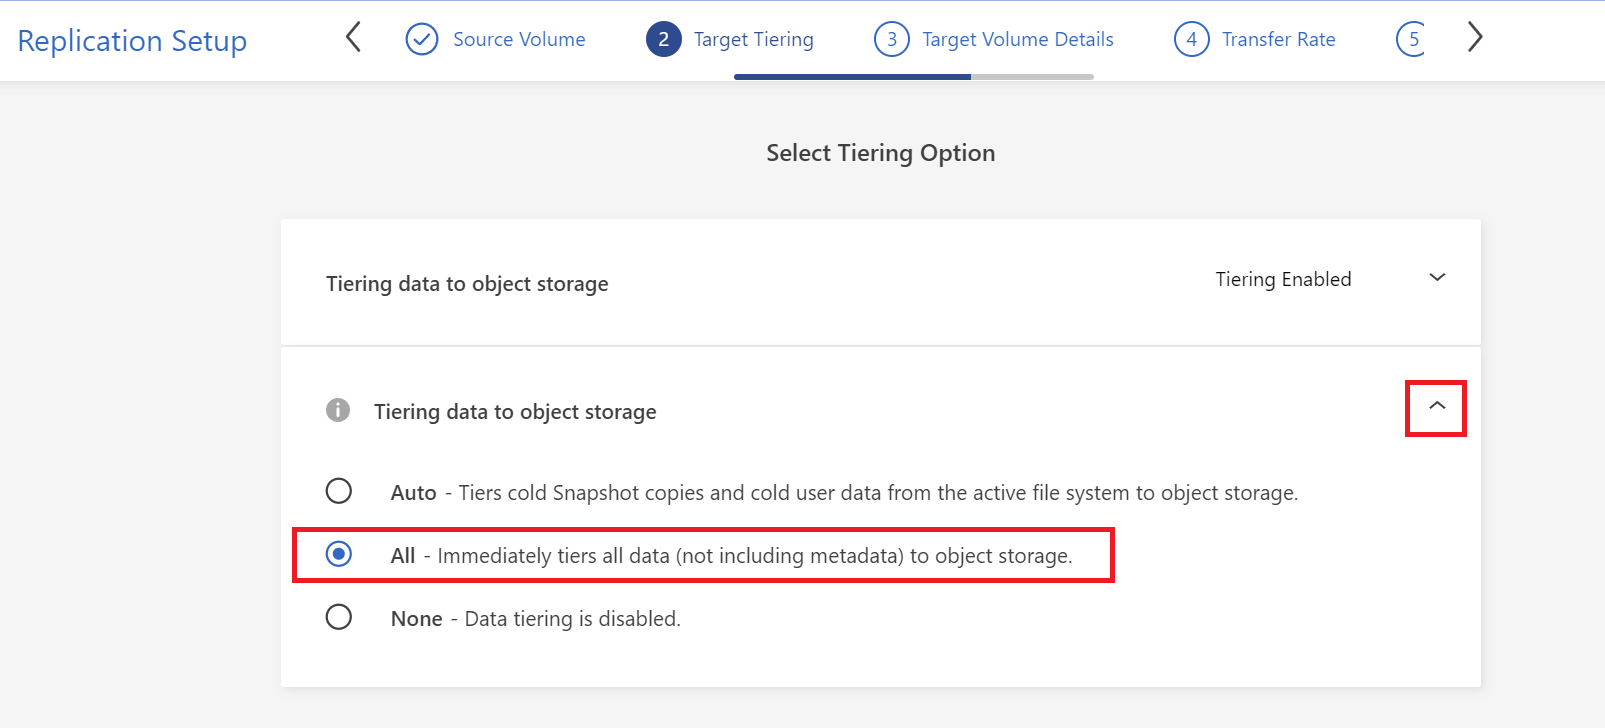 Replication Setup
Source Volume
2 Target Tiering
3 Target Volume Details
4 Transfer Rate
5
Select Tiering Option
Tiering data to object storage
Tiering Enabled
Tiering data to object storage
Auto - Tiers cold Snapshot copies and cold user data from the active file system to object storage.
All - Immediately tiers all data (not including metadata) to object storage.
None - Data tiering is disabled.